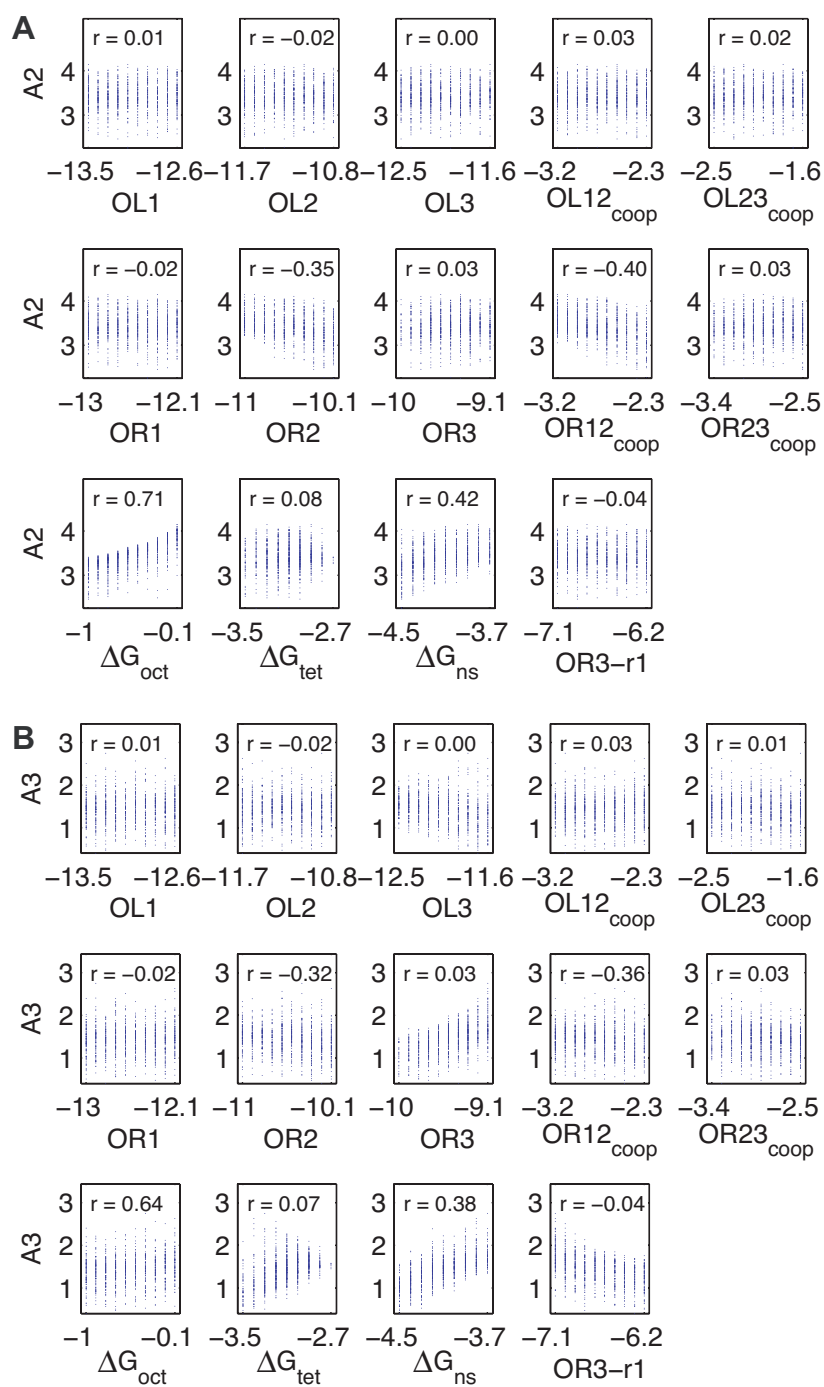 A
r = 0.01 r = −0.02 r = 0.00 r = 0.03 r = 0.02
A2
4 4 4 4 4
3 3 3 3 3
−13.5 −12.6 −11.7 −10.8 −12.5 −11.6 −3.2 −2.3 −2.5 −1.6
OL1 OL2 OL3 OL12coop OL23coop
r = −0.02 r = −0.35 r = 0.03 r = −0.40 r = 0.03
A2
4 4 4 4 4
3 3 3 3 3
−13 −12.1 −11 −10.1 −10 −9.1 −3.2 −2.3 −3.4 −2.5
OR1 OR2 OR3 OR12coop OR23coop
r = 0.71 r = 0.08 r = 0.42 r = −0.04
A2
4 4 4 4
3 3 3 3
−1 −0.1 −3.5 −2.7 −4.5 −3.7 −7.1 −6.2
ΔGoct ΔGtet ΔGns OR3−r1
B
3 3 3 3 3
r = 0.01 r = −0.02 r = 0.00 r = 0.03 r = 0.01
A3
2 2 2 2 2
1 1 1 1 1
−13.5 −12.6 −11.7 −10.8 −12.5 −11.6 −3.2 −2.3 −2.5 −1.6
OL1 OL2 OL3 OL12coop OL23coop
3 3 3 3 3
r = −0.02 r = −0.32 r = 0.03 r = −0.36 r = 0.03
A3
2 2 2 2 2
1 1 1 1 1
−13 −12.1 −11 −10.1 −10 −9.1 −3.2 −2.3 −3.4 −2.5
OR1 OR2 OR3 OR12coop OR23coop
3 3 3 3
r = 0.64 r = 0.07 r = 0.38 r = −0.04
A3
2 2 2 2
1 1 1 1
−1 −0.1 −3.5 −2.7 −4.5 −3.7 −7.1 −6.2
ΔGoct ΔGtet ΔGns OR3−r1